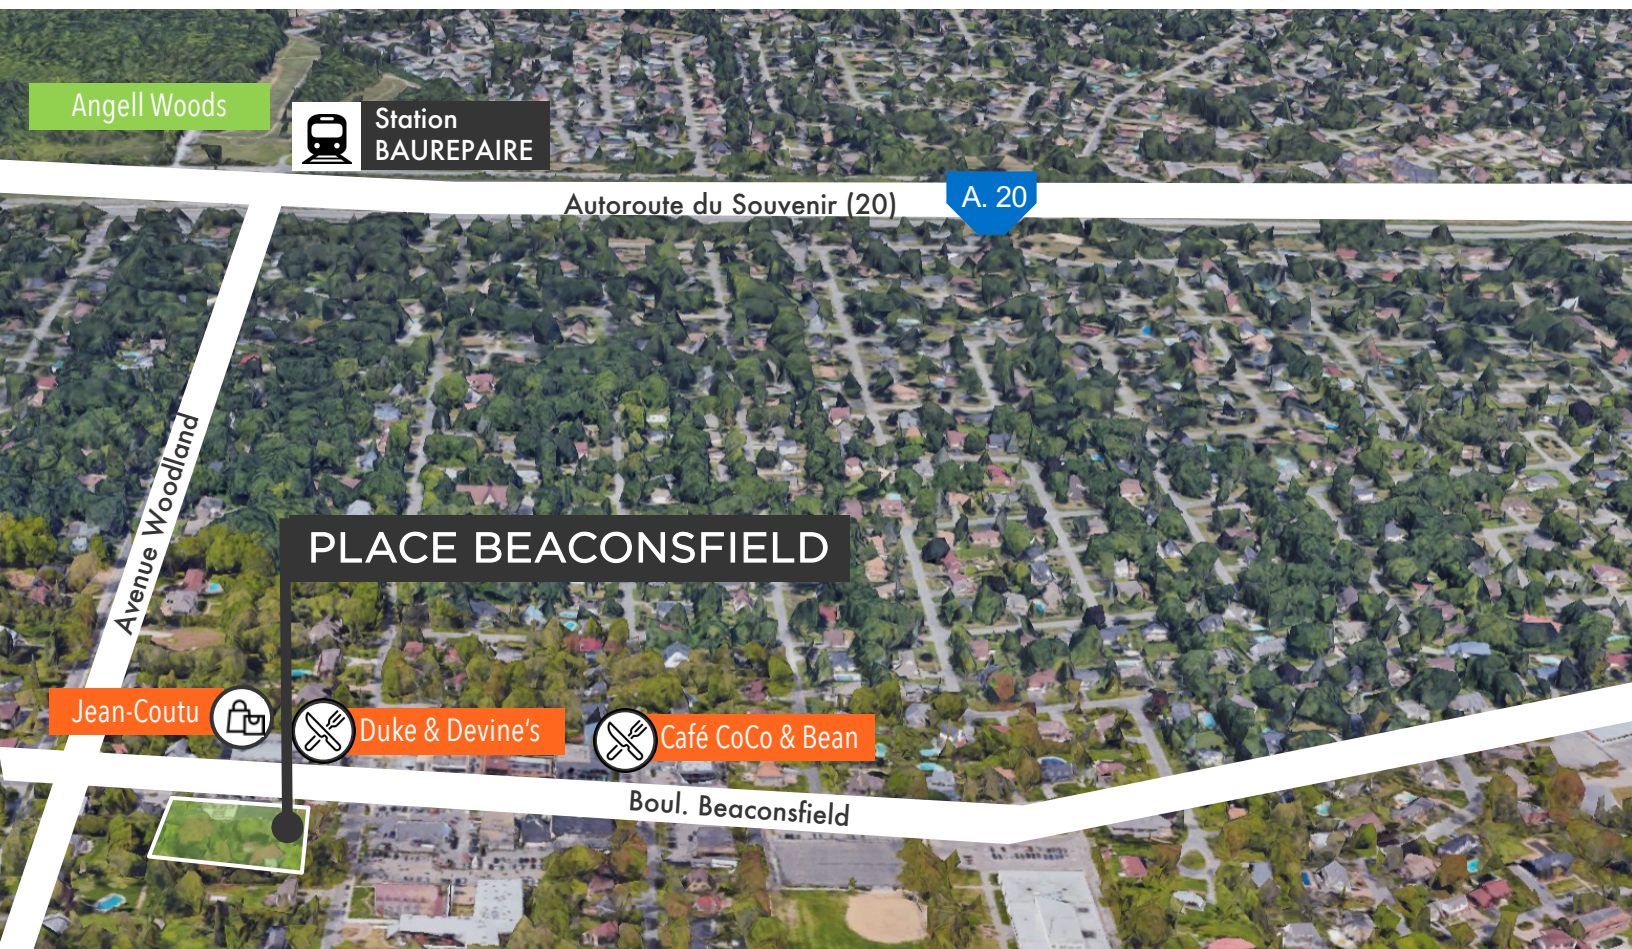 Angell Woods
Station
BAUREPAIRE
Autoroute du Souvenir (20)
A. 20
Avenue Woodland
PLACE BEACONSFIELD
Jean-Coutu
Duke & Devine’s
Café CoCo & Bean
Boul. Beaconsfield